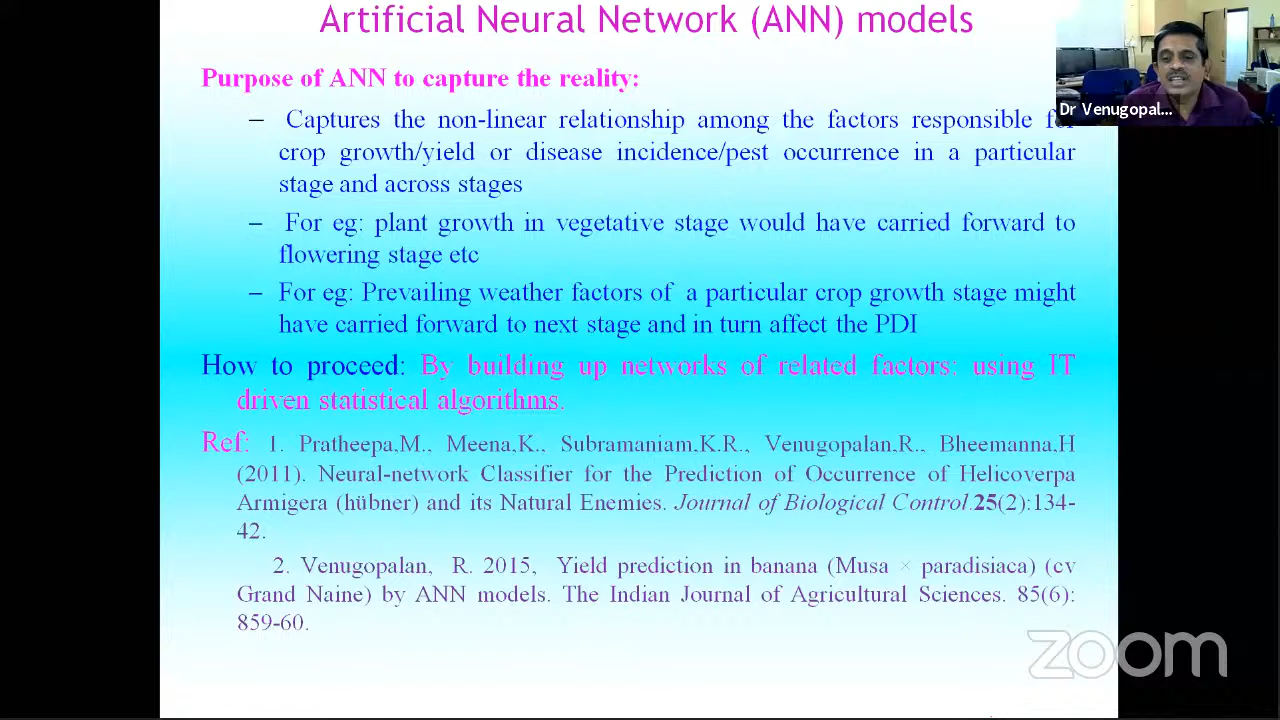 Artificial Neural Network (ANN) models
Purpose of ANN to capture the reality:
– Captures the non-linear relationship among the factors responsible for
crop growth/yield or disease incidence/pest occurrence in a particular
stage and across stages
– For eg: plant growth in vegetative stage would have carried forward to
flowering stage etc
– For eg: Prevailing weather factors of a particular crop growth stage might
have carried forward to next stage and in turn affect the PDI
How to proceed: By building up networks of related factors: using IT
driven statistical algorithms.
Ref: 1. Pratheepa,M., Meena,K., Subramaniam,K.R., Venugopalan,R., Bheemanna,H
(2011). Neural-network Classifier for the Prediction of Occurrence of Helicoverpa
Armigera (hübner) and its Natural Enemies. Journal of Biological Control.25(2):134-
42.
2. Venugopalan, R. 2015, Yield prediction in banana (Musa × paradisiaca) (cv
Grand Naine) by ANN models. The Indian Journal of Agricultural Sciences. 85(6):
859-60.
Dr Venugopal...
zoom